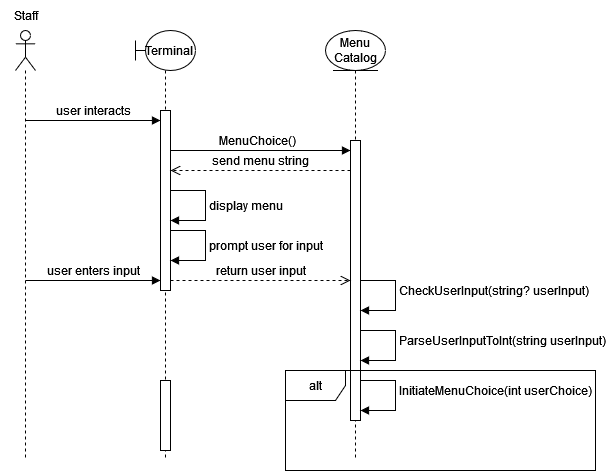 Staff
Terminal
Menu
Catalog
user interacts
MenuChoice()
send menu string
display menu
prompt user for input
user enters input
return user input
CheckUserInput(string? userInput)
ParseUserInputToInt(string userInput)
alt
InitiateMenuChoice(int userChoice)